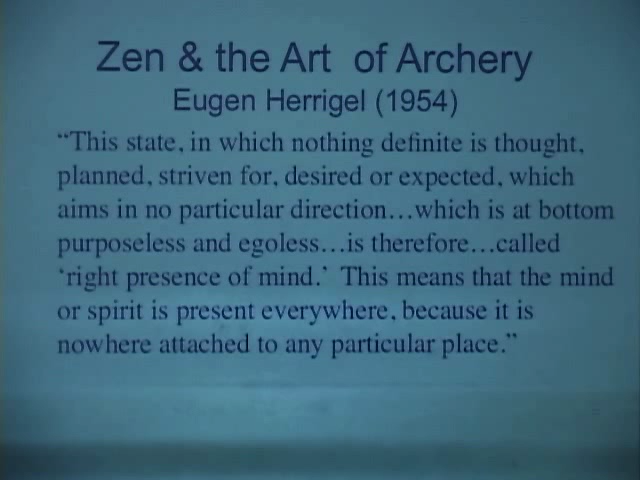 Zen & the Art of Archery
Eugen Herrigel (1954)
“This state, in which nothing definite is thought,
planned, striven for, desired or expected, which
aims in no particular direction…which is at bottom
purposeless and egoless…is therefore…called
‘right presence of mind.’ This means that the mind
or spirit is present everywhere, because it is
nowhere attached to any particular place.”